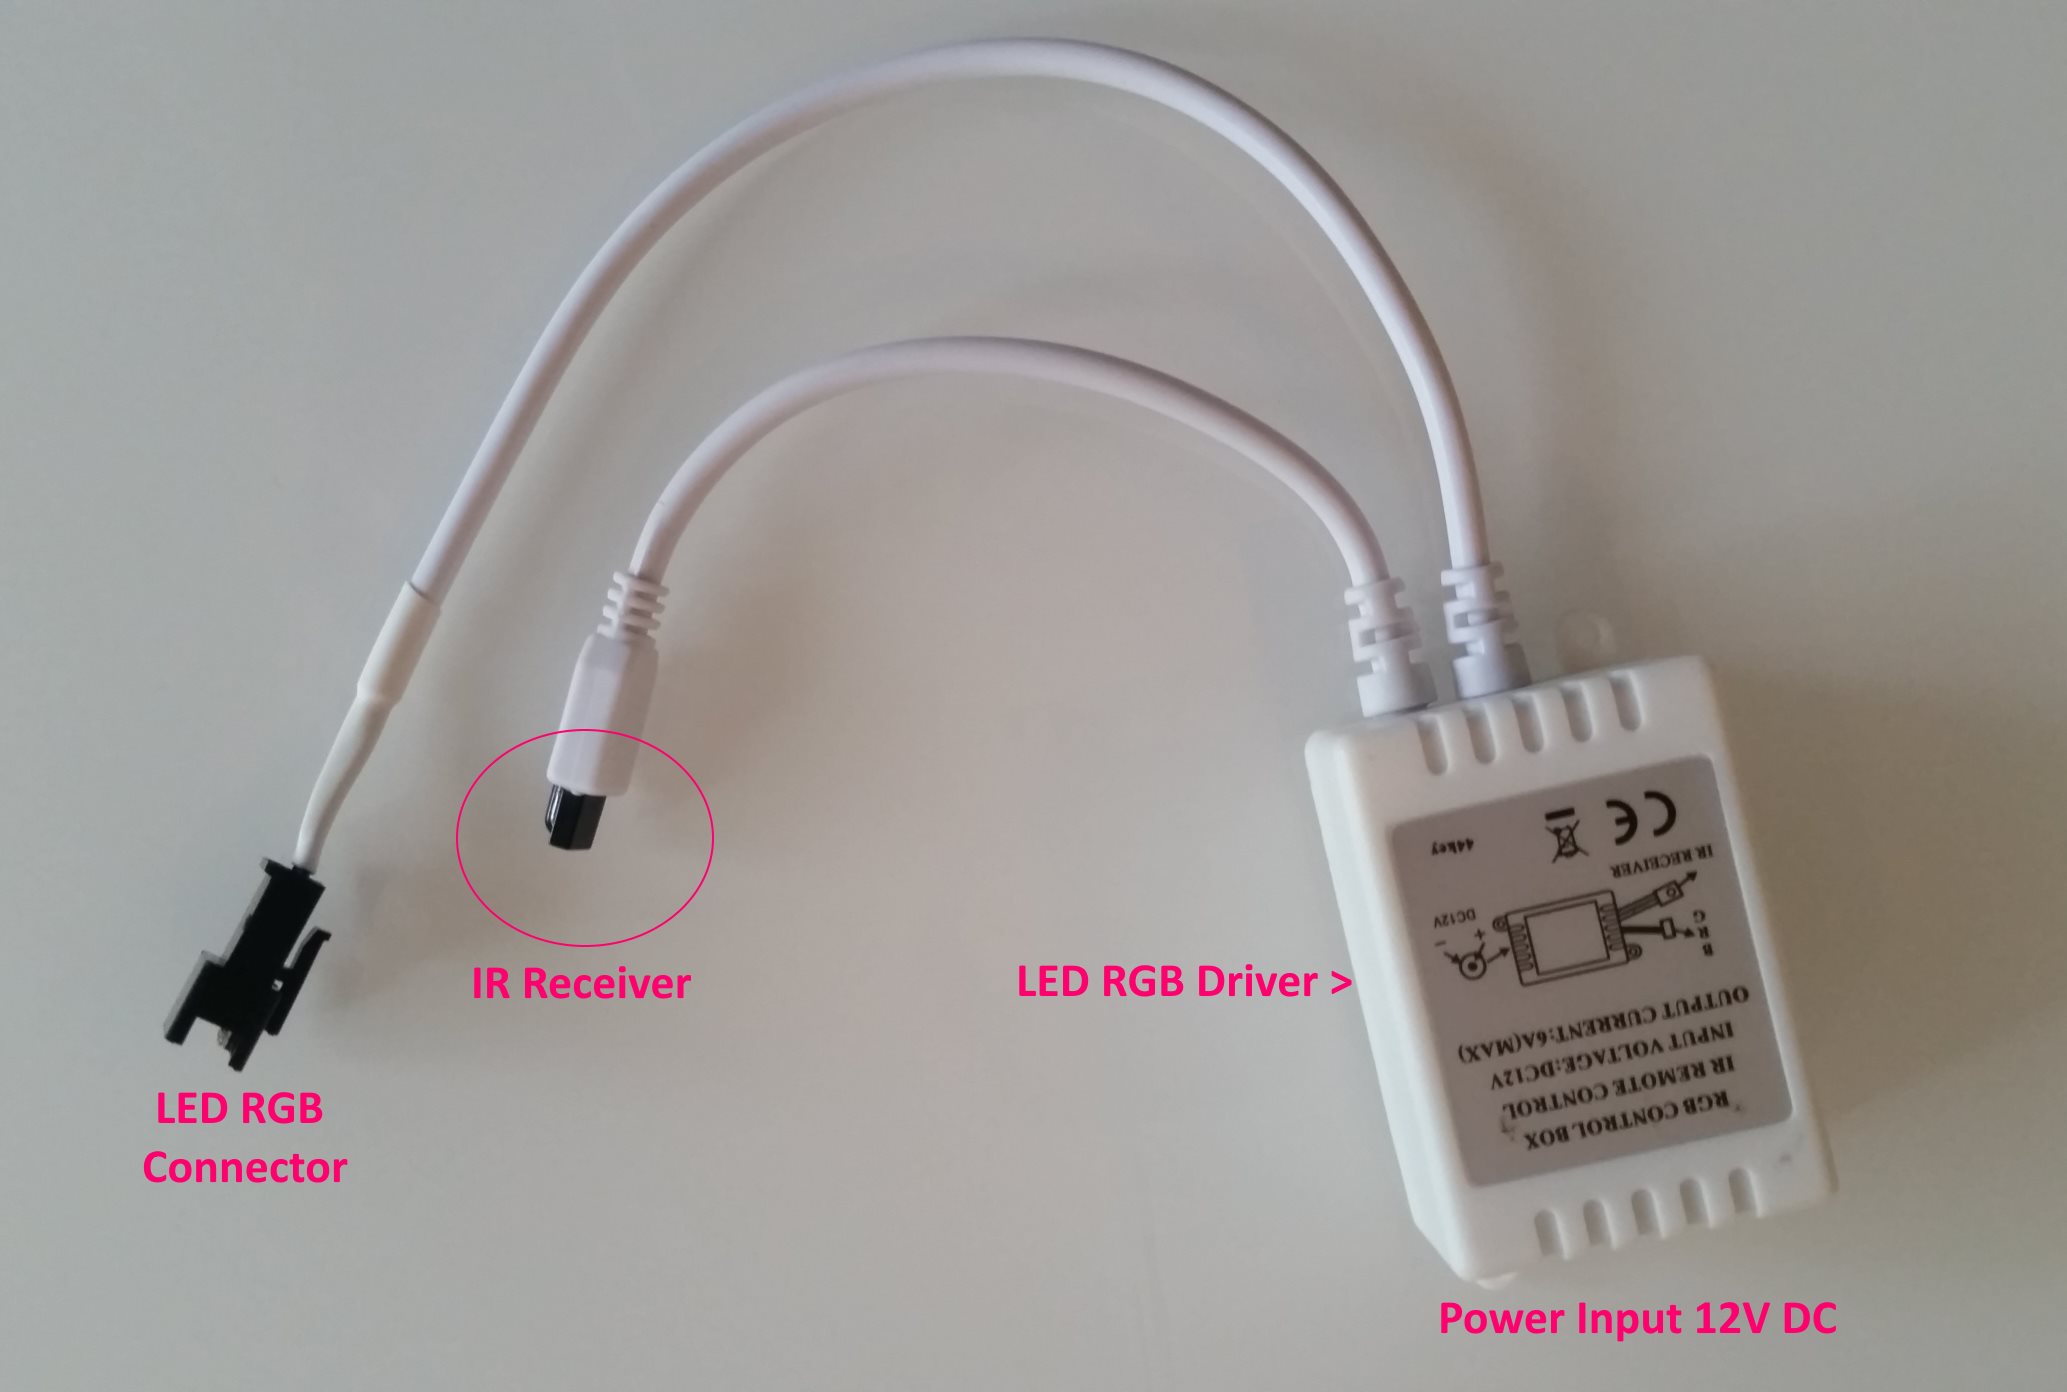 IR Receiver
LED RGB Driver >
LED RGB
Connector
Power Input 12V DC
RGB CONTROL BOX
IR REMOTE CONTROL
INPUT VOLTAGE:DC12V
OUTPUT CURRENT:6A(MAX)
DC12V
- +
B
R
G
IR RECEIVER
44key
CE